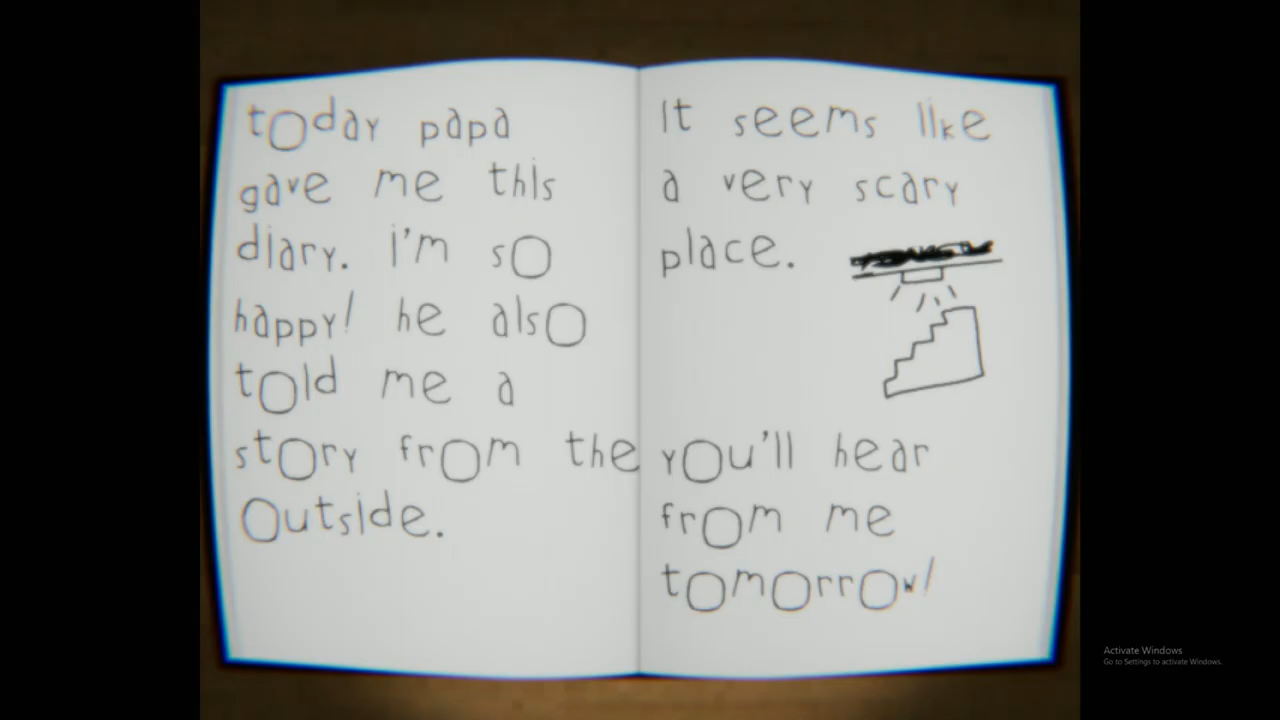 today papa
gave me this
diary. i'm so
happy! he also
told me a
story from the
outside.
It seems like
a very scary
place.
you'll hear
from me
tomorrow!
Activate Windows
Go to Settings to activate Windows.